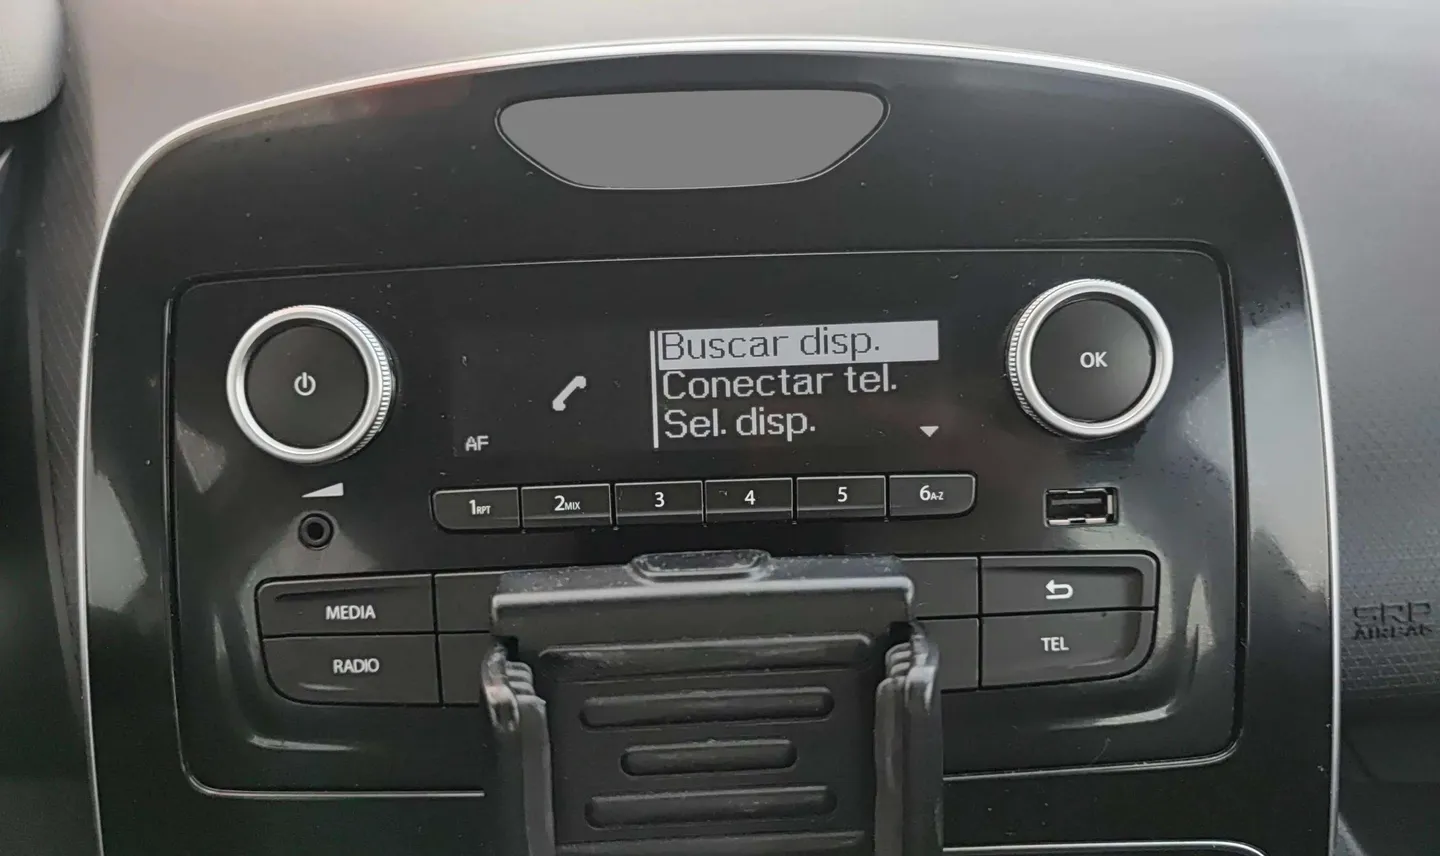 Buscar disp.
Conectar tel.
Sel. disp.
AF
OK
1RPT
2MIX
3
4
5
6A-Z
MEDIA
RADIO
TEL
SRP
AIRBAG